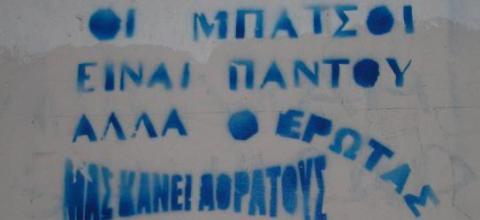 ΟΙ ΜΠΑΤΣΟΙ
ΕΙΝΑΙ ΠΑΝΤΟΥ
ΑΛΛΑ Ο ΕΡΩΤΑΣ
ΜΑΣ ΚΑΝΕΙ ΑΟΡΑΤΟΥΣ